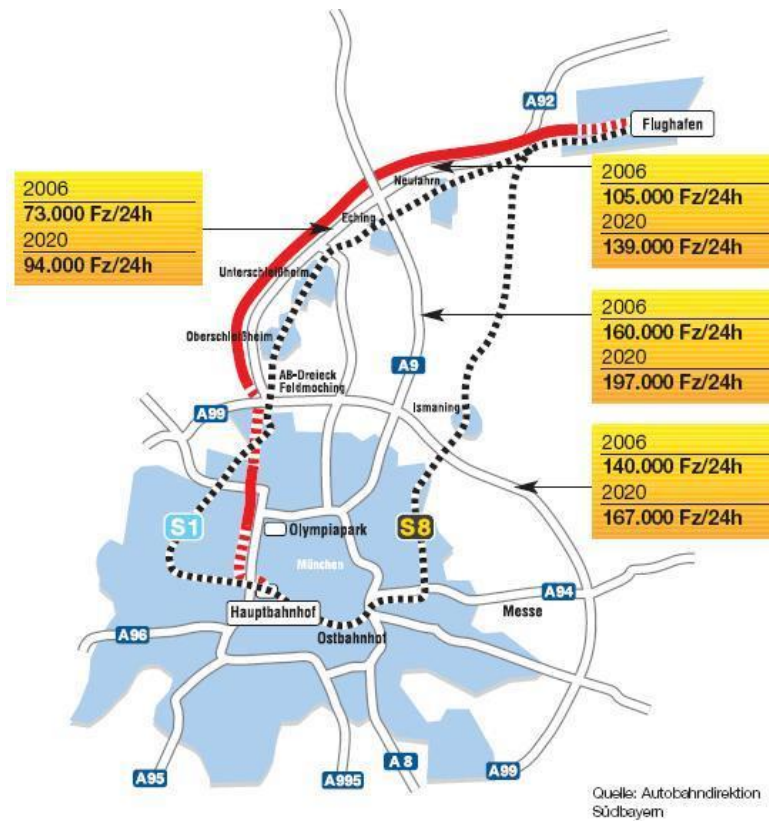 A92
Flughafen
2006
73.000 Fz/24h
2020
94.000 Fz/24h
Neufahrn
Eching
Unterschleißheim
Oberschleißheim
2006
105.000 Fz/24h
2020
139.000 Fz/24h
2006
160.000 Fz/24h
2020
197.000 Fz/24h
A9
AB-Dreieck
Feldmoching
A99
Ismaning
2006
140.000 Fz/24h
2020
167.000 Fz/24h
S1
Olympiapark
S8
München
A94
Messe
Hauptbahnhof
Ostbahnhof
A96
A95
A995
A8
A99
Quelle: Autobahndirektion
Südbayern